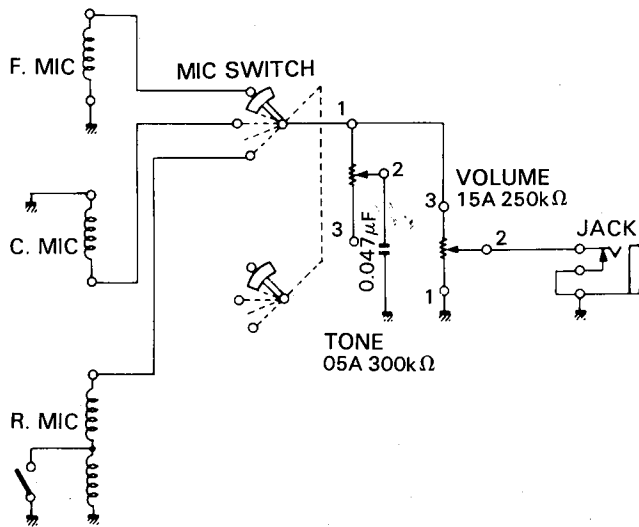 F. MIC
MIC SWITCH
1
2
3
0.047µF
TONE
05A 300kΩ
3
VOLUME
15A 250kΩ
2
1
JACK
C. MIC
R. MIC